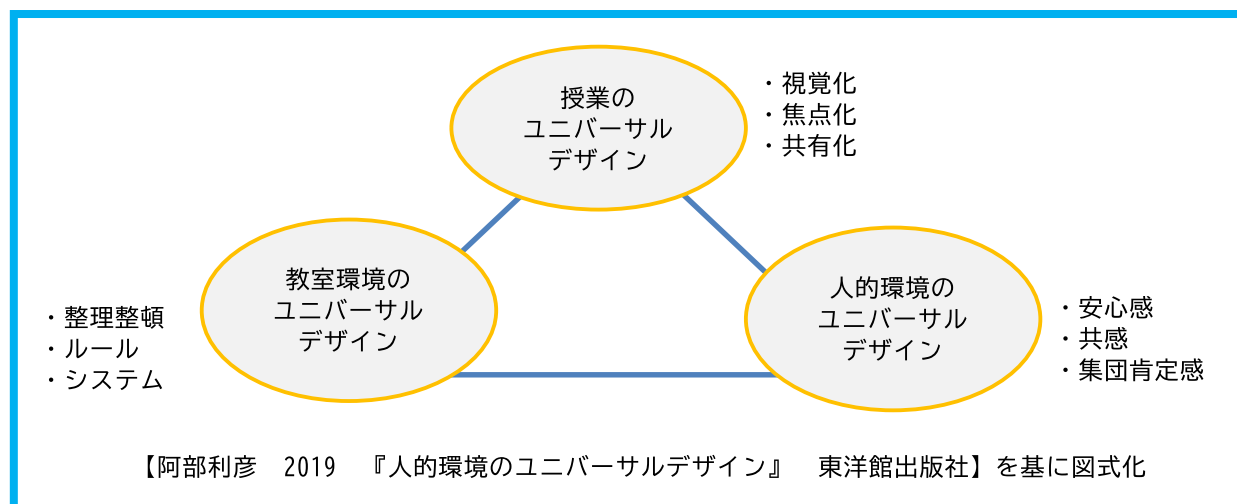 授業の
ユニバーサル
デザイン
・視覚化
・焦点化
・共有化
教室環境の
ユニバーサル
デザイン
・整理整頓
・ルール
・システム
人的環境の
ユニバーサル
デザイン
・安心感
・共感
・集団肯定感
【阿部利彦　2019　『人的環境のユニバーサルデザイン』　東洋館出版社】を基に図式化